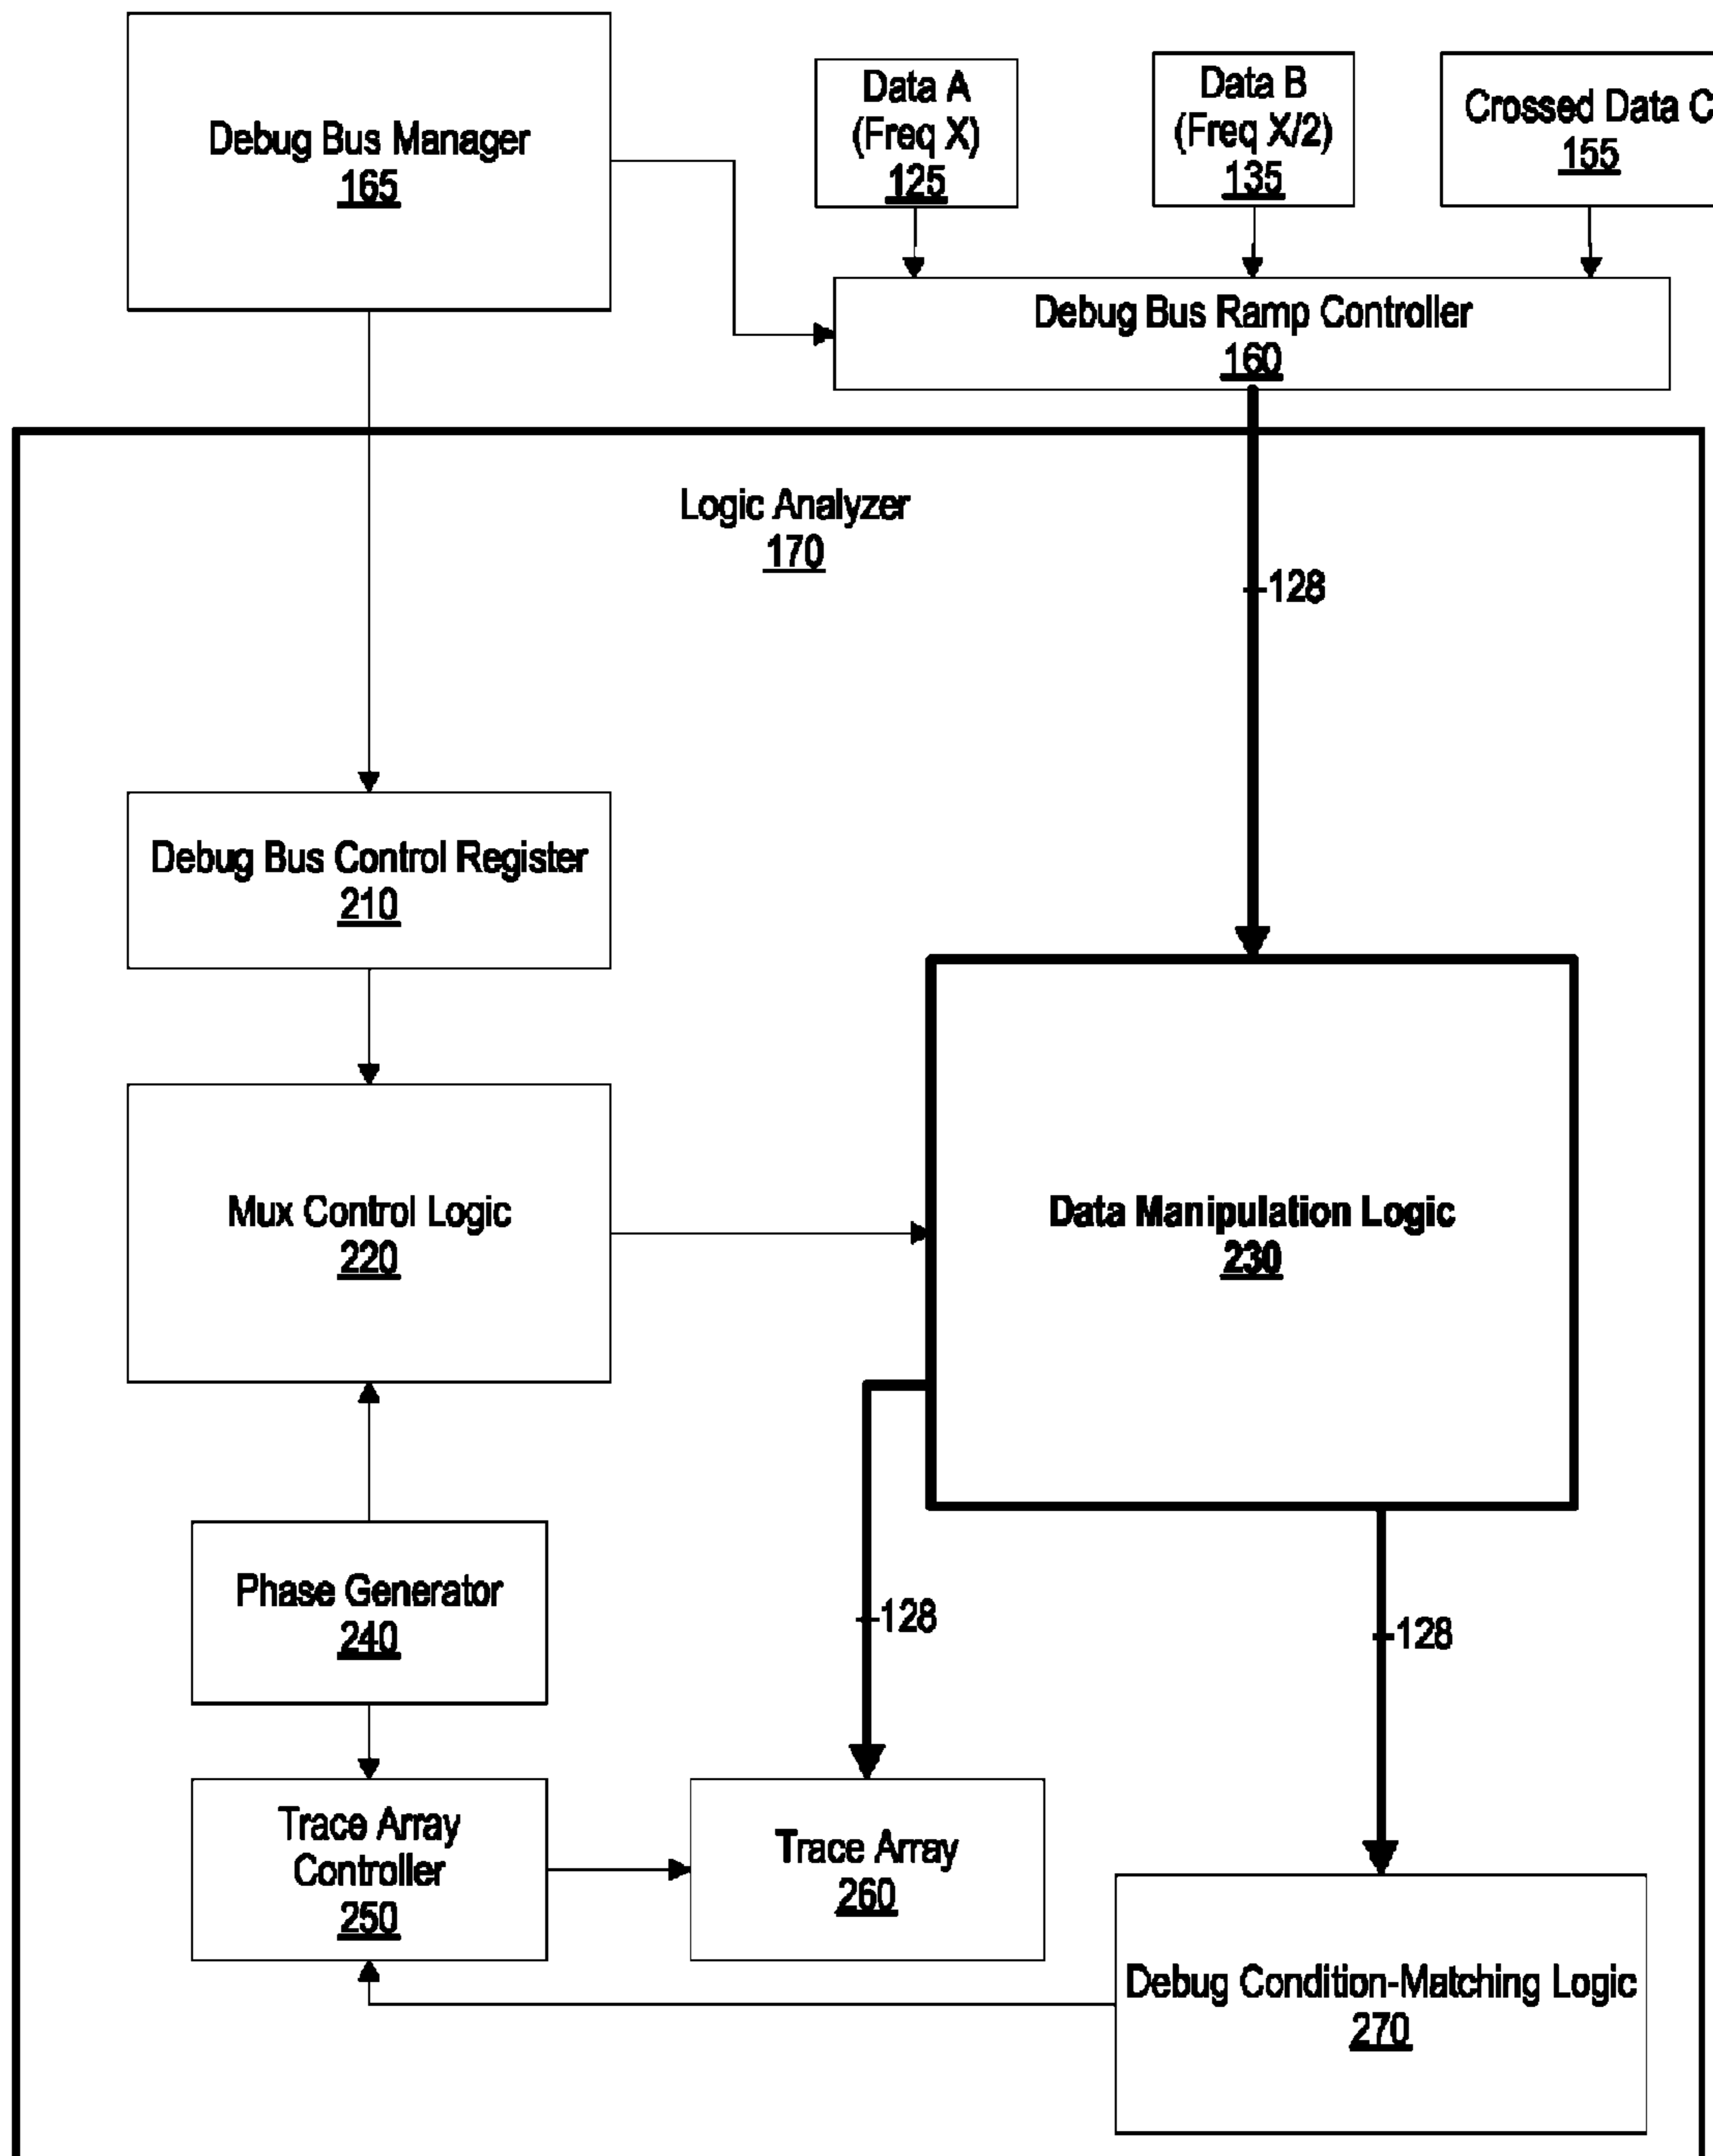 Debug Bus Manager
165
Data A
(Freq X)
125
Data B
(Freq X/2)
135
Crossed Data C
155
Debug Bus Ramp Controller
160
Logic Analyzer
170
128
Debug Bus Control Register
210
Mux Control Logic
220
Data Manipulation Logic
230
Phase Generator
240
128
128
Trace Array
Controller
250
Trace Array
260
Debug Condition-Matching Logic
270